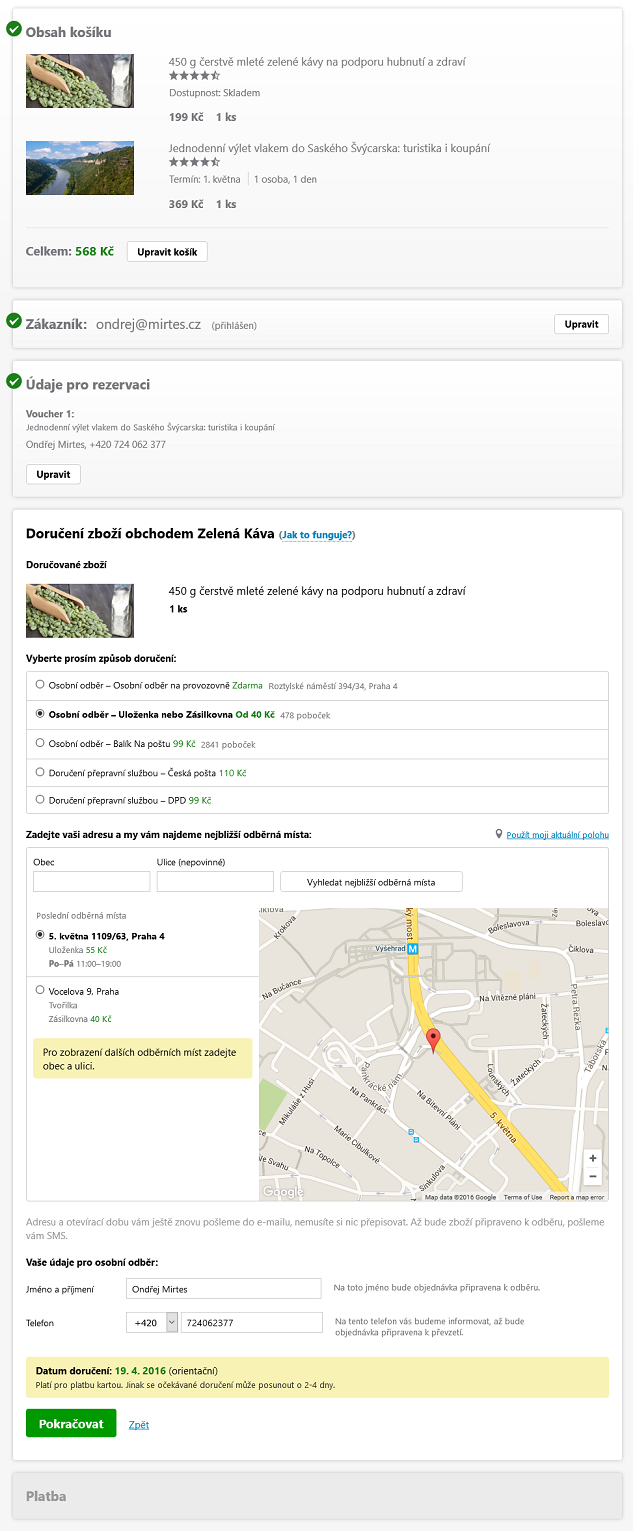 Obsah košíku
450 g čerstvě mleté zelené kávy na podporu hubnutí a zdraví
Dostupnost: Skladem
199 Kč 1 ks
Jednodenní výlet vlakem do Saského Švýcarska: turistika i koupání
Termín: 1. května 1 osoba, 1 den
369 Kč 1 ks
Celkem: 568 Kč Upravit košík
Zákazník: ondrej@mirtes.cz (přihlášen) Upravit
Údaje pro rezervaci
Voucher 1:
Jednodenní výlet vlakem do Saského Švýcarska: turistika i koupání
Ondřej Mirtes, +420 724 062 377
Upravit
Doručení zboží obchodem Zelená Káva (Jak to funguje?)
Doručované zboží
450 g čerstvě mleté zelené kávy na podporu hubnutí a zdraví
1 ks
Vyberte prosím způsob doručení:
Osobní odběr – Osobní odběr na provozovně Zdarma Roztylské náměstí 394/34, Praha 4
Osobní odběr – Uloženka nebo Zásilkovna Od 40 Kč 478 poboček
Osobní odběr – Balík Na poštu 99 Kč 2841 poboček
Doručení přepravní službou – Česká pošta 110 Kč
Doručení přepravní službou – DPD 99 Kč
Zadejte vaši adresu a my vám najdeme nejbližší odběrná místa: Použít moji aktuální polohu
Obec Ulice (nepovinné)
Vyhledat nejbližší odběrná místa
Poslední odběrná místa
5. května 1109/63, Praha 4
Uloženka 55 Kč
Po–Pá 11:00–19:00
Vocelova 9, Praha
Tvořilka
Zásilkovna 40 Kč
Pro zobrazení dalších odběrných míst zadejte
obec a ulici.
iklova
ký most
Krokova
Boleslavova
Boleslavov
Vyšehrad M
Čiklova
Na Bučance
Na Vítězné pláni
Petra Rezka
Žateckých
Táborská
Pankrácké nám.
Lounských
Žateckých
Mikuláše z Husi
Na Pankráci
Na Bítevní Pláni
5. května
Marie Cibulkové
Na Topolce
Ve Svahu
Sinkulova
+
−
Google
Map data ©2016 Google Terms of Use Report a map error
Adresu a otevírací dobu vám ještě znovu pošleme do e-mailu, nemusíte si nic přepisovat. Až bude zboží připraveno k odběru, pošleme
vám SMS.
Vaše údaje pro osobní odběr:
Jméno a příjmení Ondřej Mirtes Na toto jméno bude objednávka připravena k odběru.
Telefon +420 724062377 Na tento telefon vás budeme informovat, až bude
objednávka připravena k převzetí.
Datum doručení: 19. 4. 2016 (orientační)
Platí pro platbu kartou. Jinak se očekávané doručení může posunout o 2-4 dny.
Pokračovat Zpět
Platba